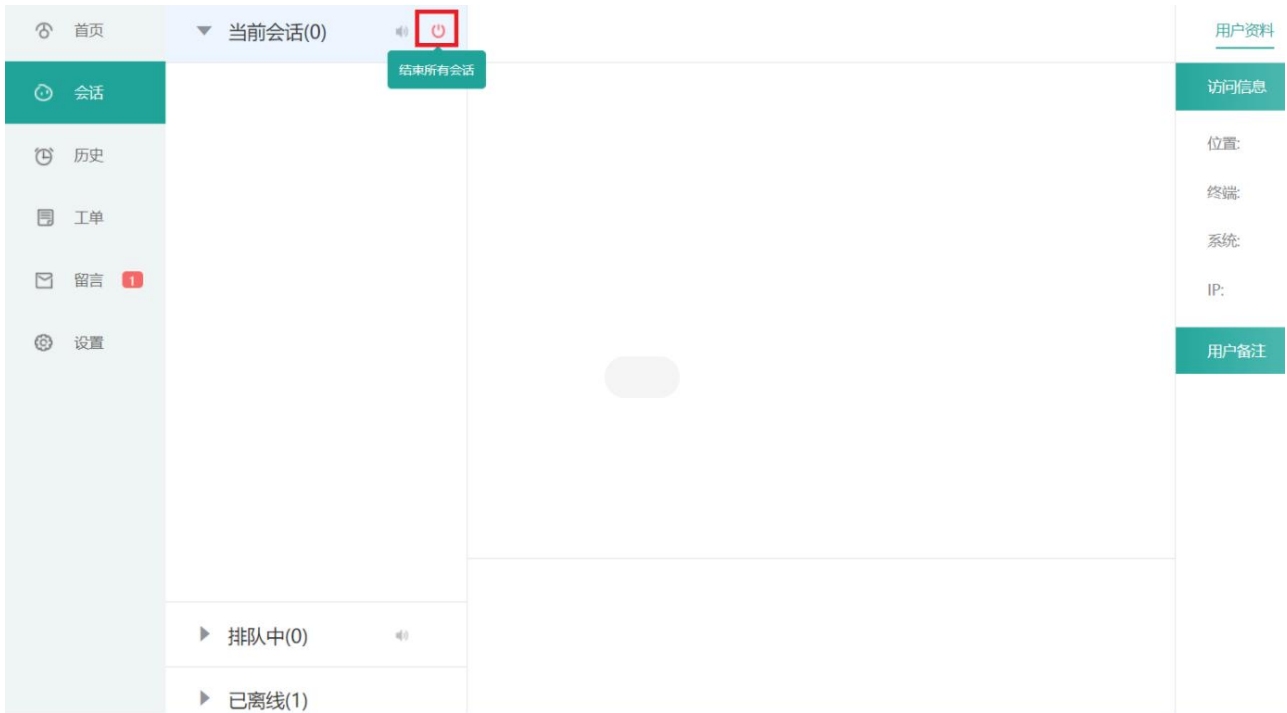 首页
会话
历史
工单
留言 1
设置
当前会话(0)
结束所有会话
排队中(0)
已离线(1)
用户资料
访问信息
位置:
终端:
系统:
IP:
用户备注